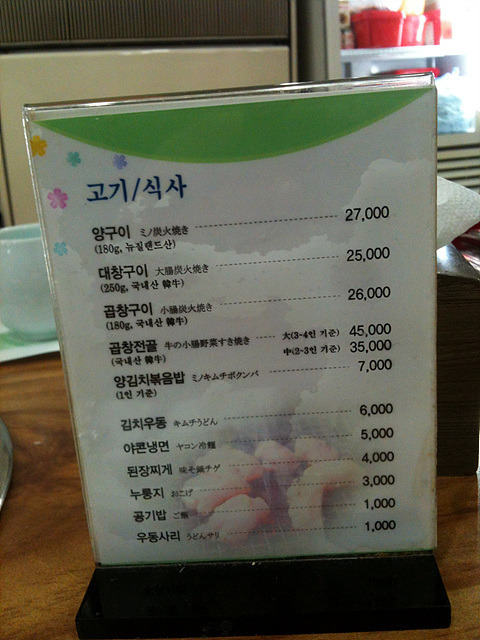 고기/식사
양구이 ミノ炭火焼き 27,000
(180g, 뉴질랜드산)
대창구이 大腸炭火焼き 25,000
(250g, 국내산 韓牛)
곱창구이 小腸炭火焼き 26,000
(180g, 국내산 韓牛)
곱창전골 牛の小腸野菜すき焼き 大(3~4인 기준) 45,000
(국내산 韓牛) 中(2~3인 기준) 35,000
양김치볶음밥 ミノキムチポクンパ 7,000
(1인 기준)
김치우동 キムチうどん 6,000
야콘냉면 ヤコン冷麺 5,000
된장찌개 味そ鍋チゲ 4,000
누룽지 おこげ 3,000
공기밥 ご飯 1,000
우동사리 うどんサリ 1,000